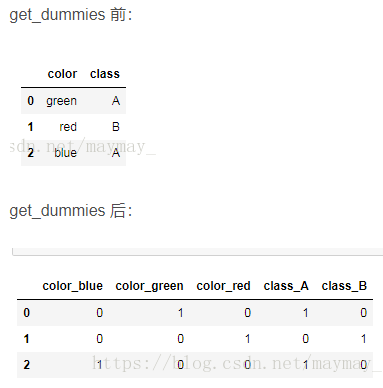 get_dummies 前：
color class
0 green A
1 red B
csdn.net/maymay_
2 blue A
get_dummies 后：
color_blue color_green color_red class_A class_B
0 0 1 0 1 0
1 0 0 1 0 1
2 1 0 0 1 0
https://blog.csdn.net/maymay_